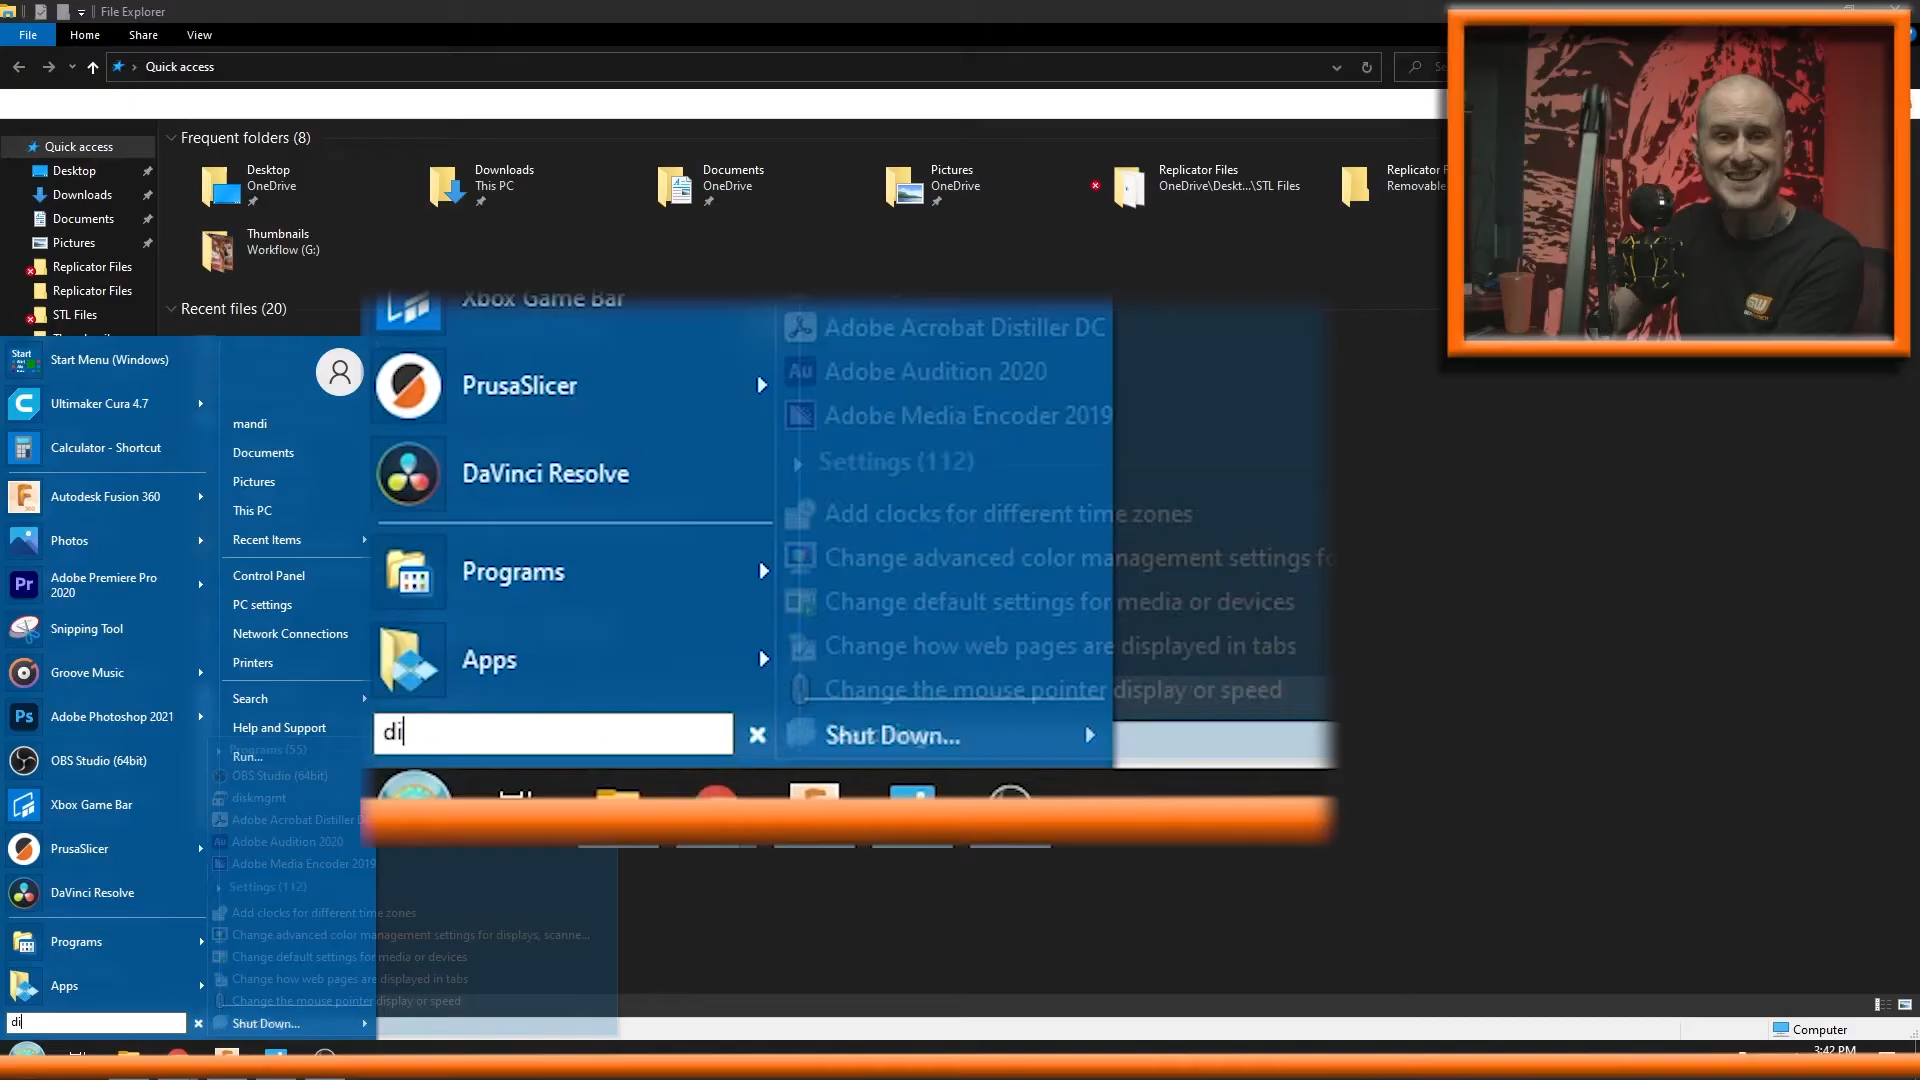 File Explorer
File Home Share View
Quick access
Frequent folders (8)
Quick access
Desktop
Downloads
Documents
Pictures
Replicator Files
Replicator Files
STL Files
Desktop
OneDrive
Downloads
This PC
Documents
OneDrive
Pictures
OneDrive
Replicator Files
OneDrive\Deskt...\STL Files
Replicator
Removable
Thumbnails
Workflow (G:)
Recent files (20)
Start
Start Menu (Windows)
Ultimaker Cura 4.7
Calculator - Shortcut
Autodesk Fusion 360
Photos
Adobe Premiere Pro
2020
Snipping Tool
Groove Music
Adobe Photoshop 2021
OBS Studio (64bit)
Xbox Game Bar
PrusaSlicer
DaVinci Resolve
Programs
Apps
di
mandi
Documents
Pictures
This PC
Recent Items
Control Panel
PC settings
Network Connections
Printers
Search
Help and Support
Programs (55)
Run...
OBS Studio (64bit)
diskmgmt
Adobe Acrobat Distiller D
Adobe Audition 2020
Adobe Media Encoder 2019
Settings (112)
Add clocks for different time zones
Change advanced color management settings for displays, scanne...
Change default settings for media or devices
Change how web pages are displayed in tabs
Change the mouse pointer display or speed
Shut Down...
Xbox Game Bar
PrusaSlicer
DaVinci Resolve
Programs
Apps
di
Adobe Acrobat Distiller DC
Adobe Audition 2020
Adobe Media Encoder 2019
Settings (112)
Add clocks for different time zones
Change advanced color management settings fo
Change default settings for media or devices
Change how web pages are displayed in tabs
Change the mouse pointer display or speed
Shut Down...
Computer
3:42 PM